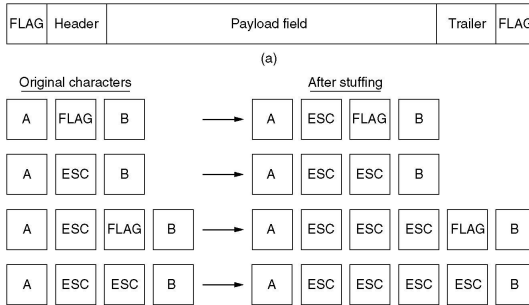 FLAG Header Payload field Trailer FLAG
(a)
Original characters After stuffing
A FLAG B A ESC FLAG B
A ESC B A ESC ESC B
A ESC FLAG B A ESC ESC ESC FLAG B
A ESC ESC B A ESC ESC ESC ESC B